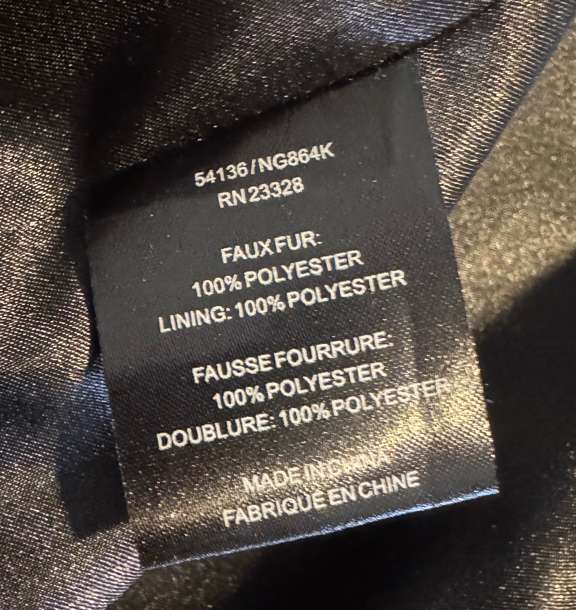 54136/NG864K
RN 23328
FAUX FUR:
100% POLYESTER
LINING: 100% POLYESTER
FAUSSE FOURRURE:
100% POLYESTER
DOUBLURE: 100% POLYESTER
MADE IN CHINA
FABRIQUE EN CHINE